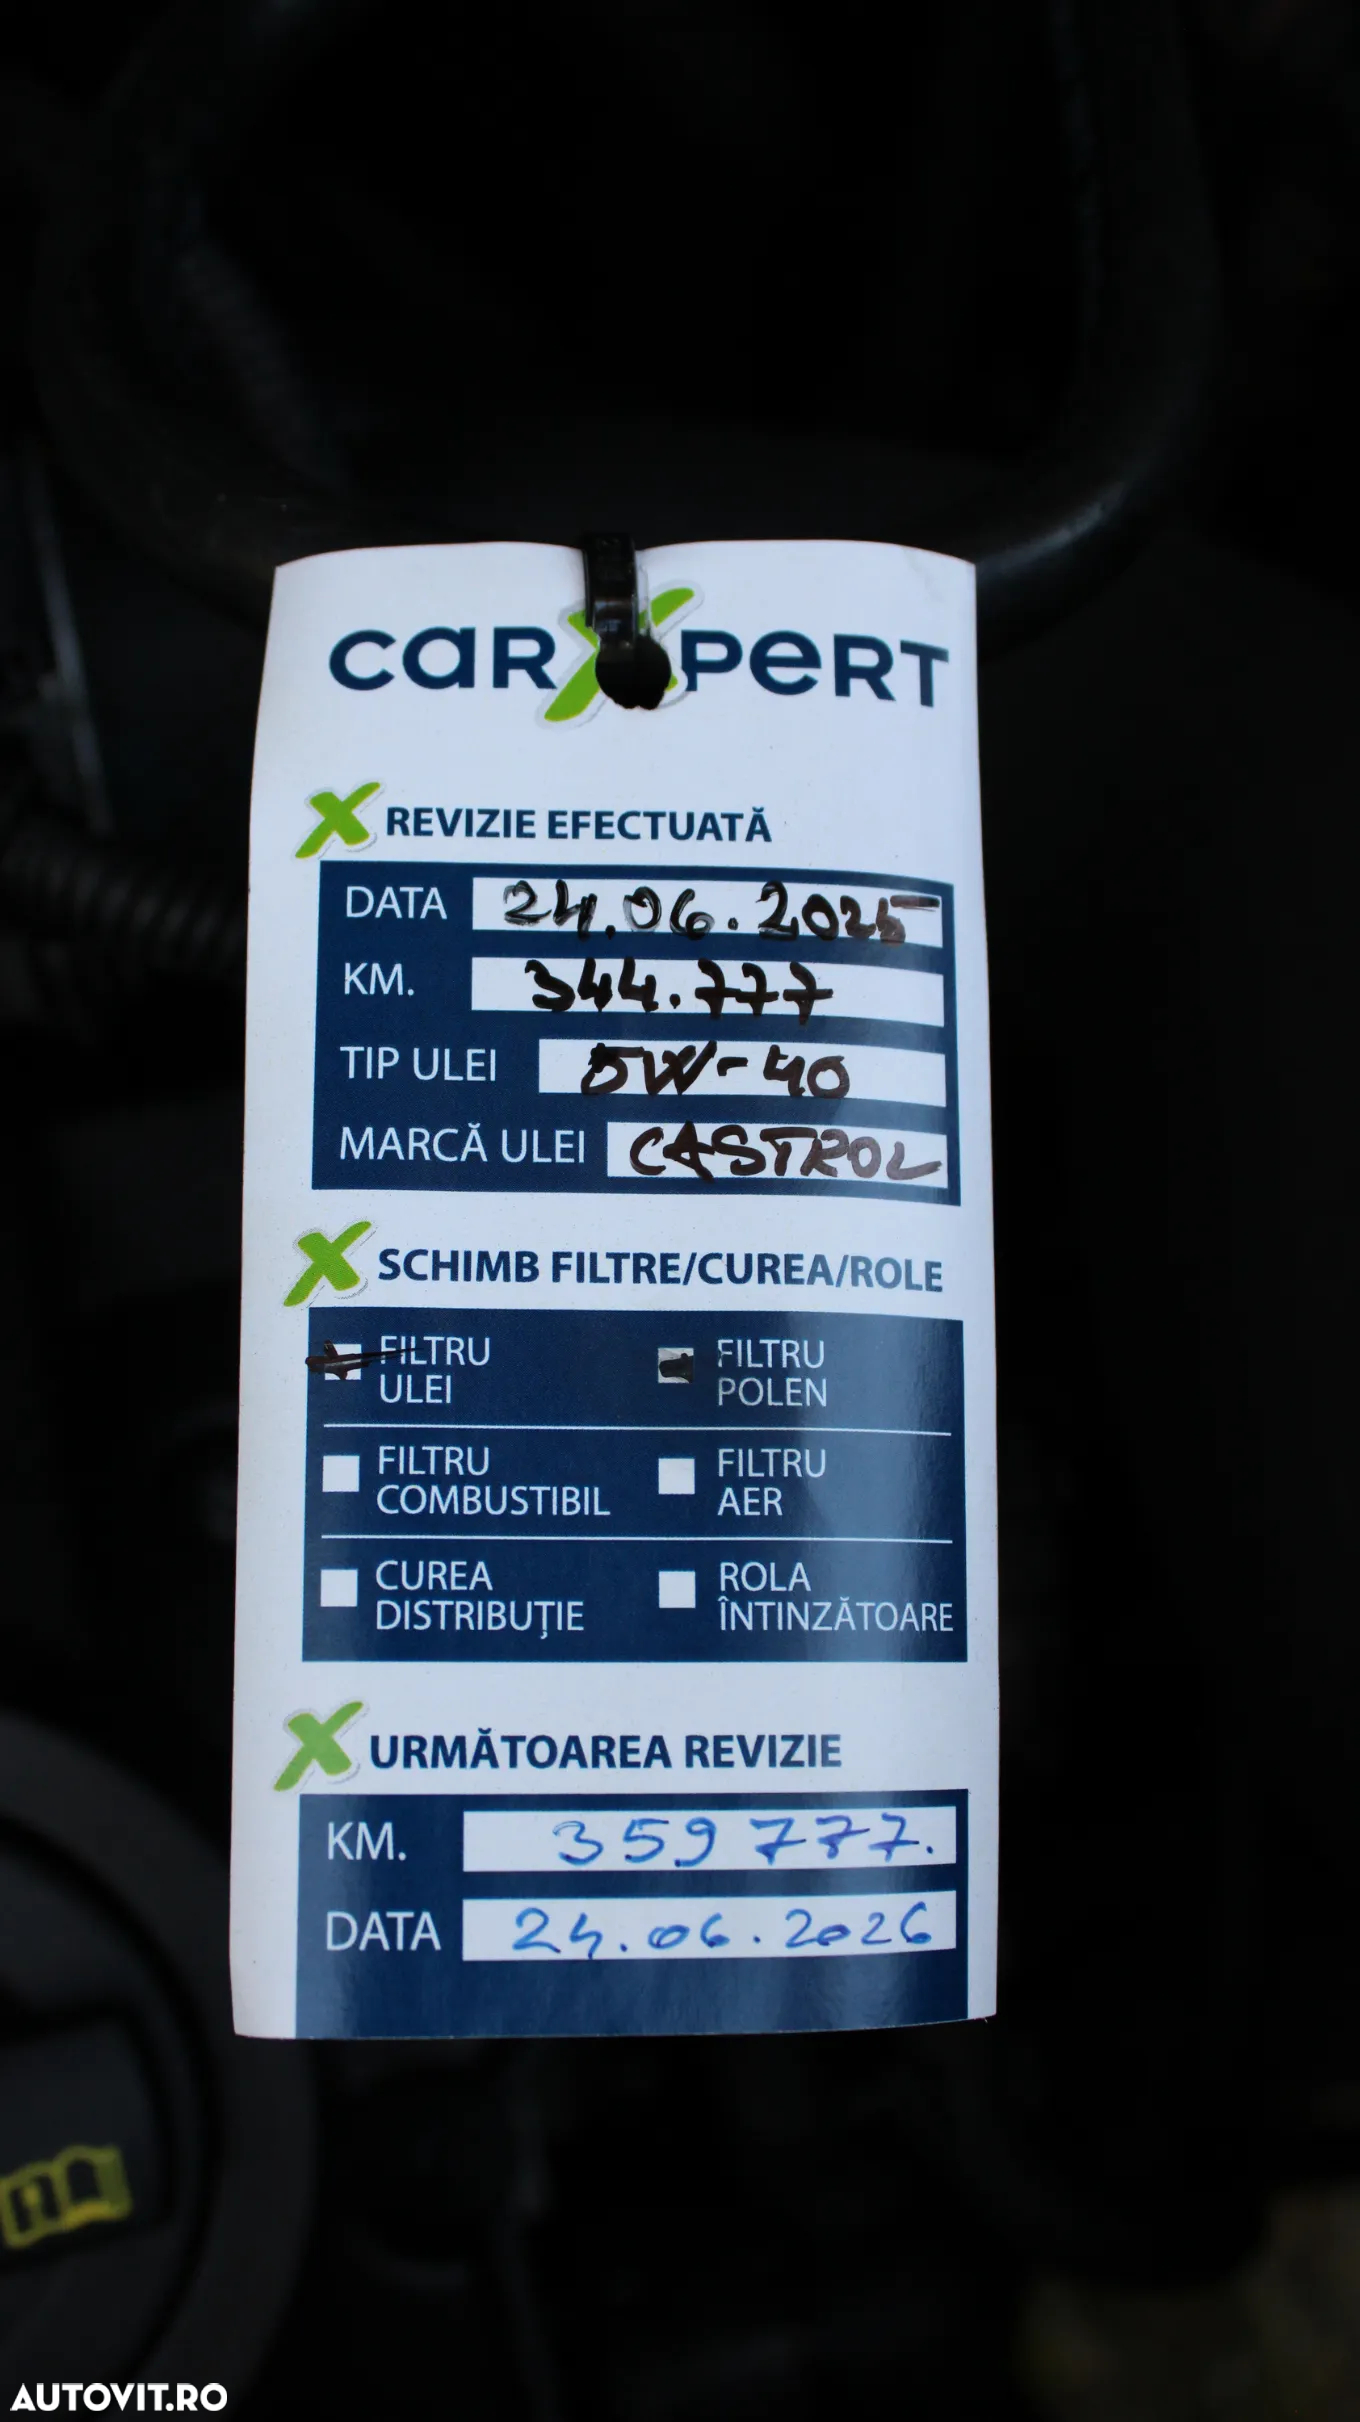 carXpert
REVIZIE EFECTUATĂ
DATA 24.06.2025
KM. 344.777
TIP ULEI 5W-40
MARCĂ ULEI CASTROL
SCHIMB FILTRE/CUREA/ROLE
FILTRU ULEI
FILTRU POLEN
FILTRU COMBUSTIBIL
FILTRU AER
CUREA DISTRIBUȚIE
ROLA ÎNTINZĂTOARE
URMĂTOAREA REVIZIE
KM. 359777.
DATA 24.06.2026
AUTOVIT.RO